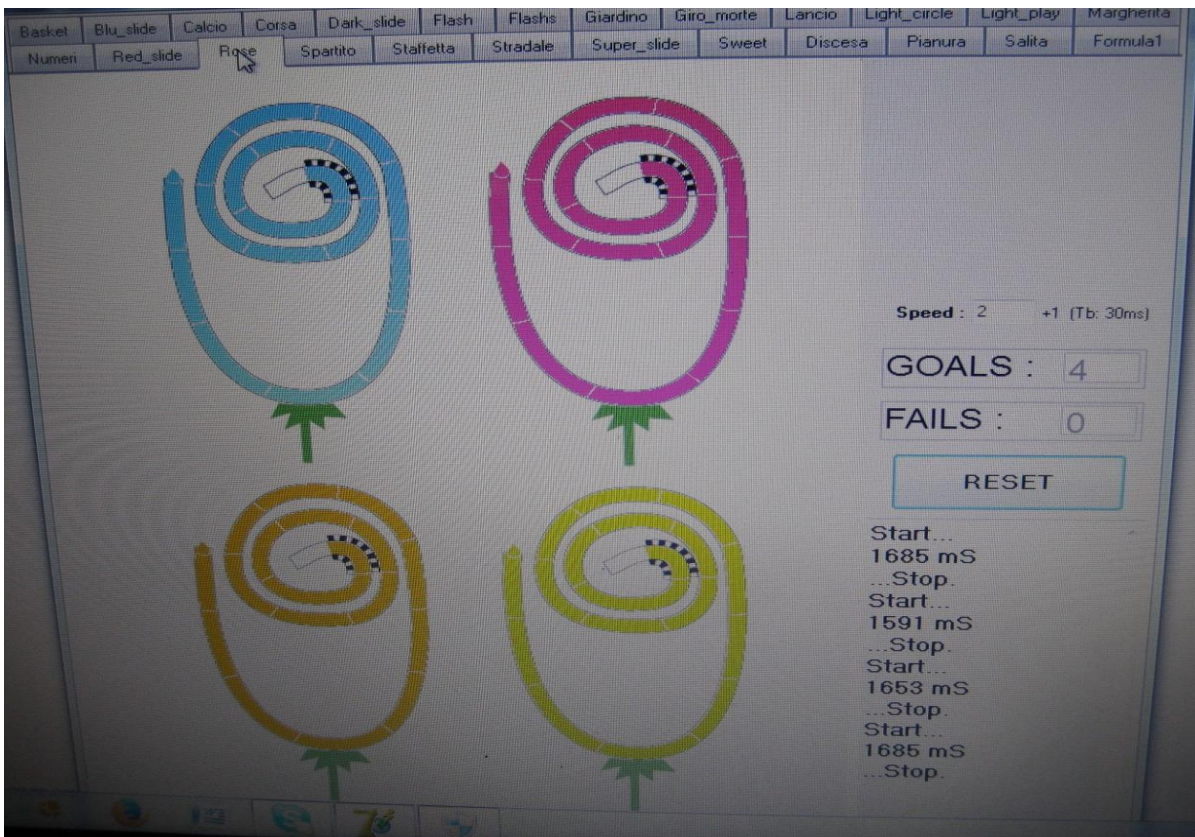 Basket Blu_slide Calcio Corsa Dark_slide Flash Flashs Giardino Giro_morte Lancio Light_circle Light_play Margherita
Numeri Red_slide Rose Spartito Staffetta Stradale Super_slide Sweet Discesa Pianura Salita Formula1
Speed : 2 +1 (Tb: 30ms)
GOALS : 4
FAILS : 0
RESET
Start...
1685 mS
...Stop.
Start...
1591 mS
...Stop.
Start...
1653 mS
...Stop.
Start...
1685 mS
...Stop.